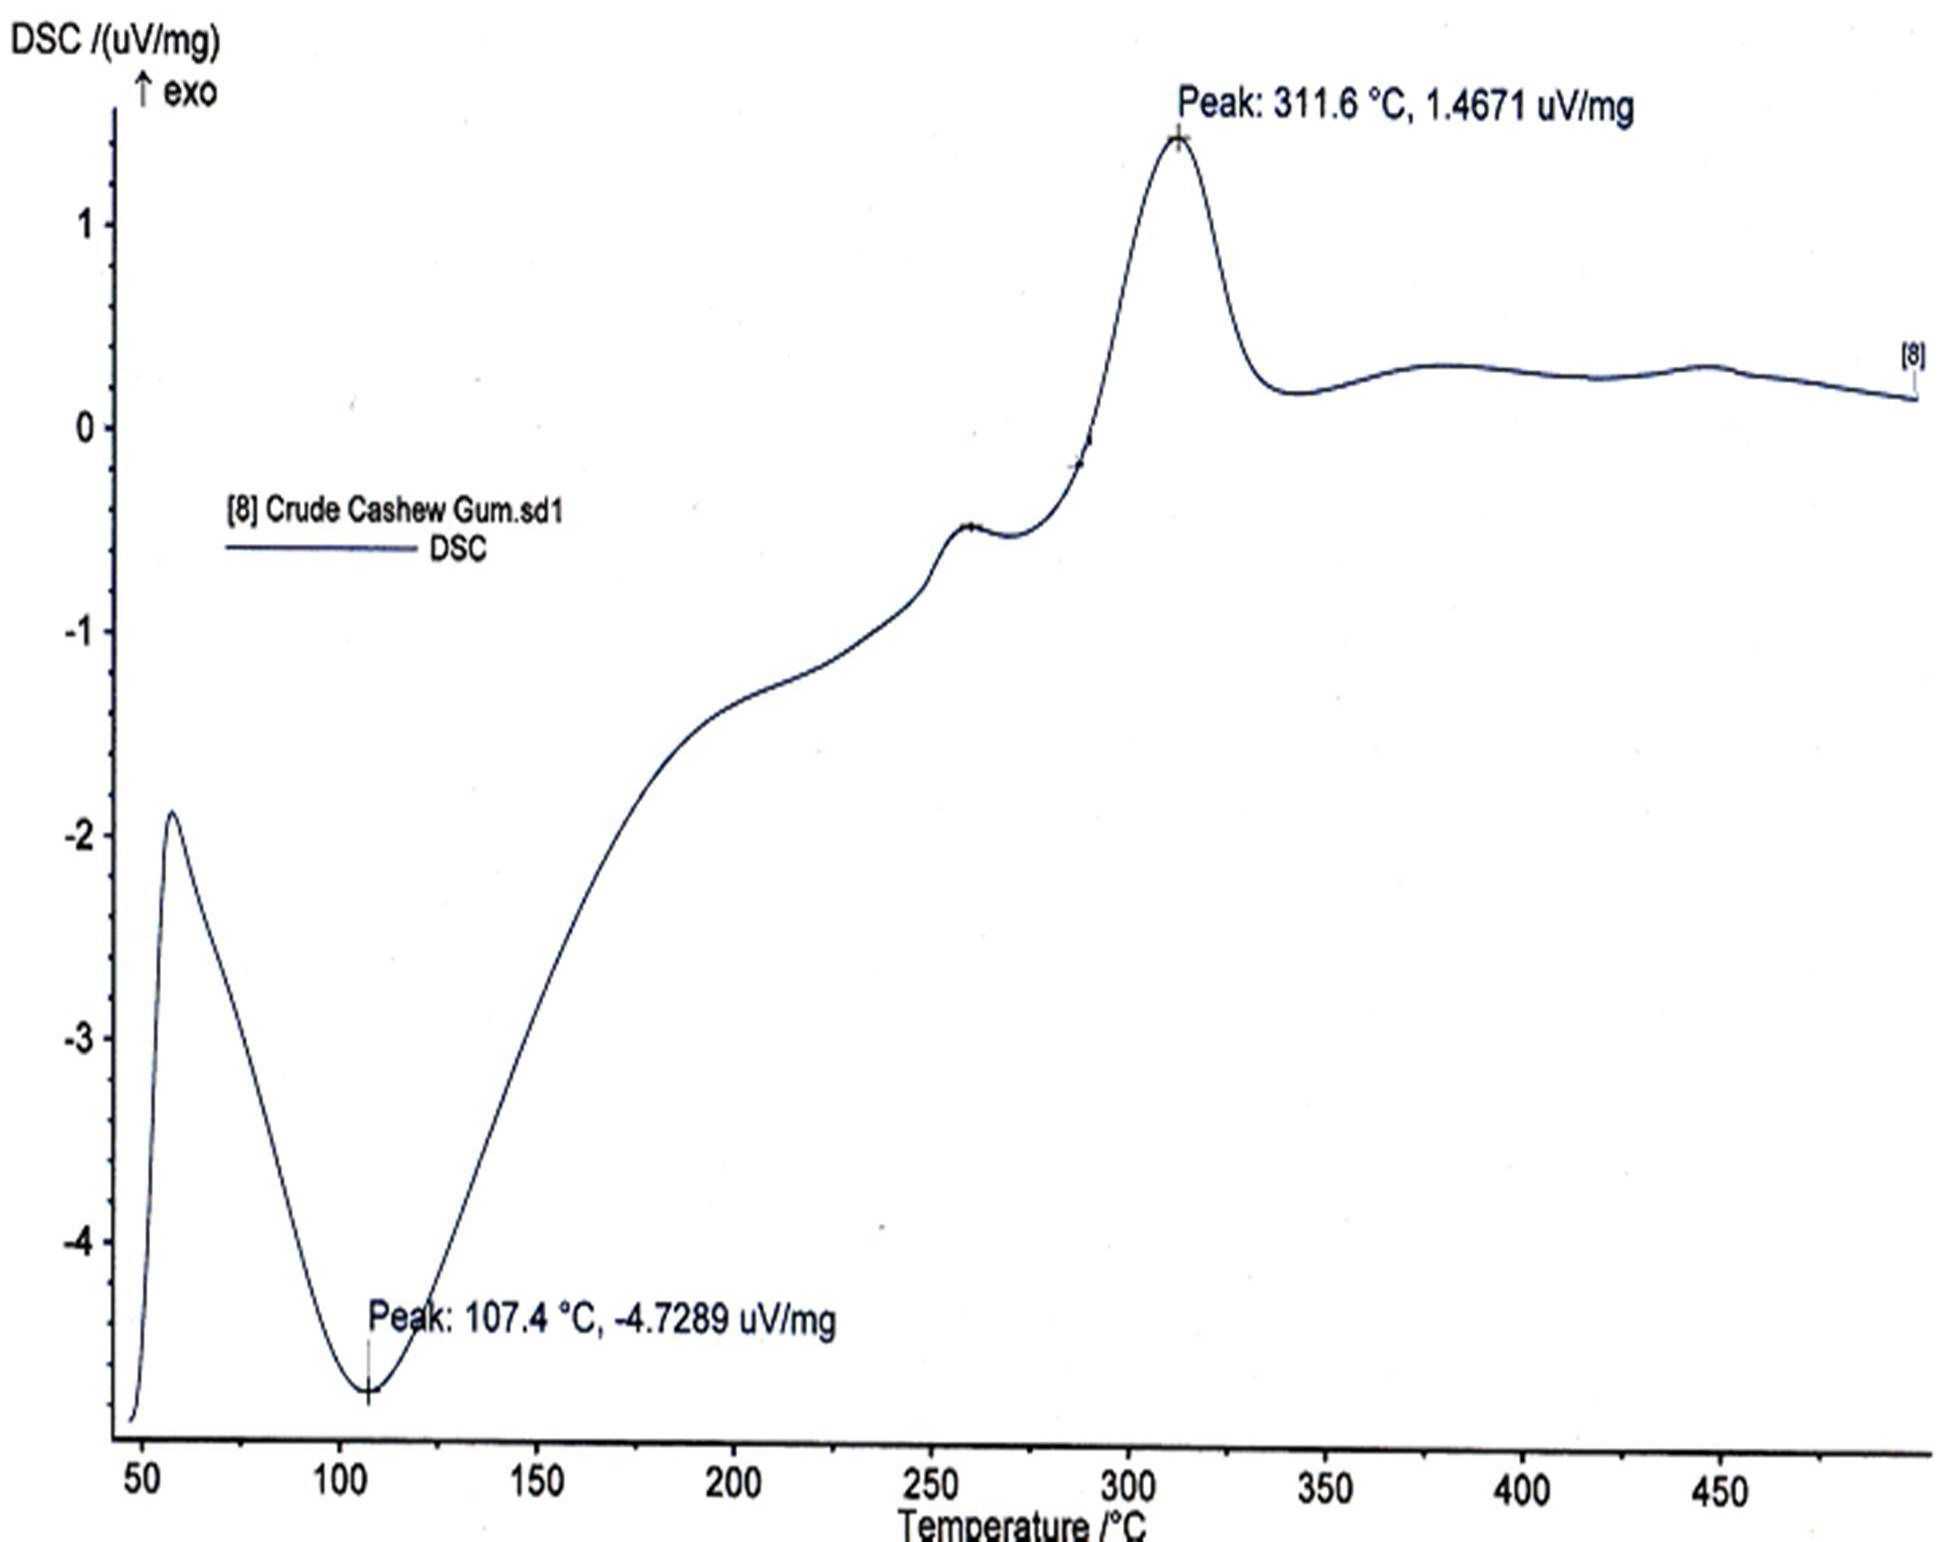 DSC /(uV/mg)
↑ exo
Peak: 311.6 °C, 1.4671 uV/mg
1
[8]
0
[8] Crude Cashew Gum.sd1
DSC
-1
-2
-3
-4
Peak: 107.4 °C, -4.7289 uV/mg
50 100 150 200 250 300 350 400 450
Temperature /°C